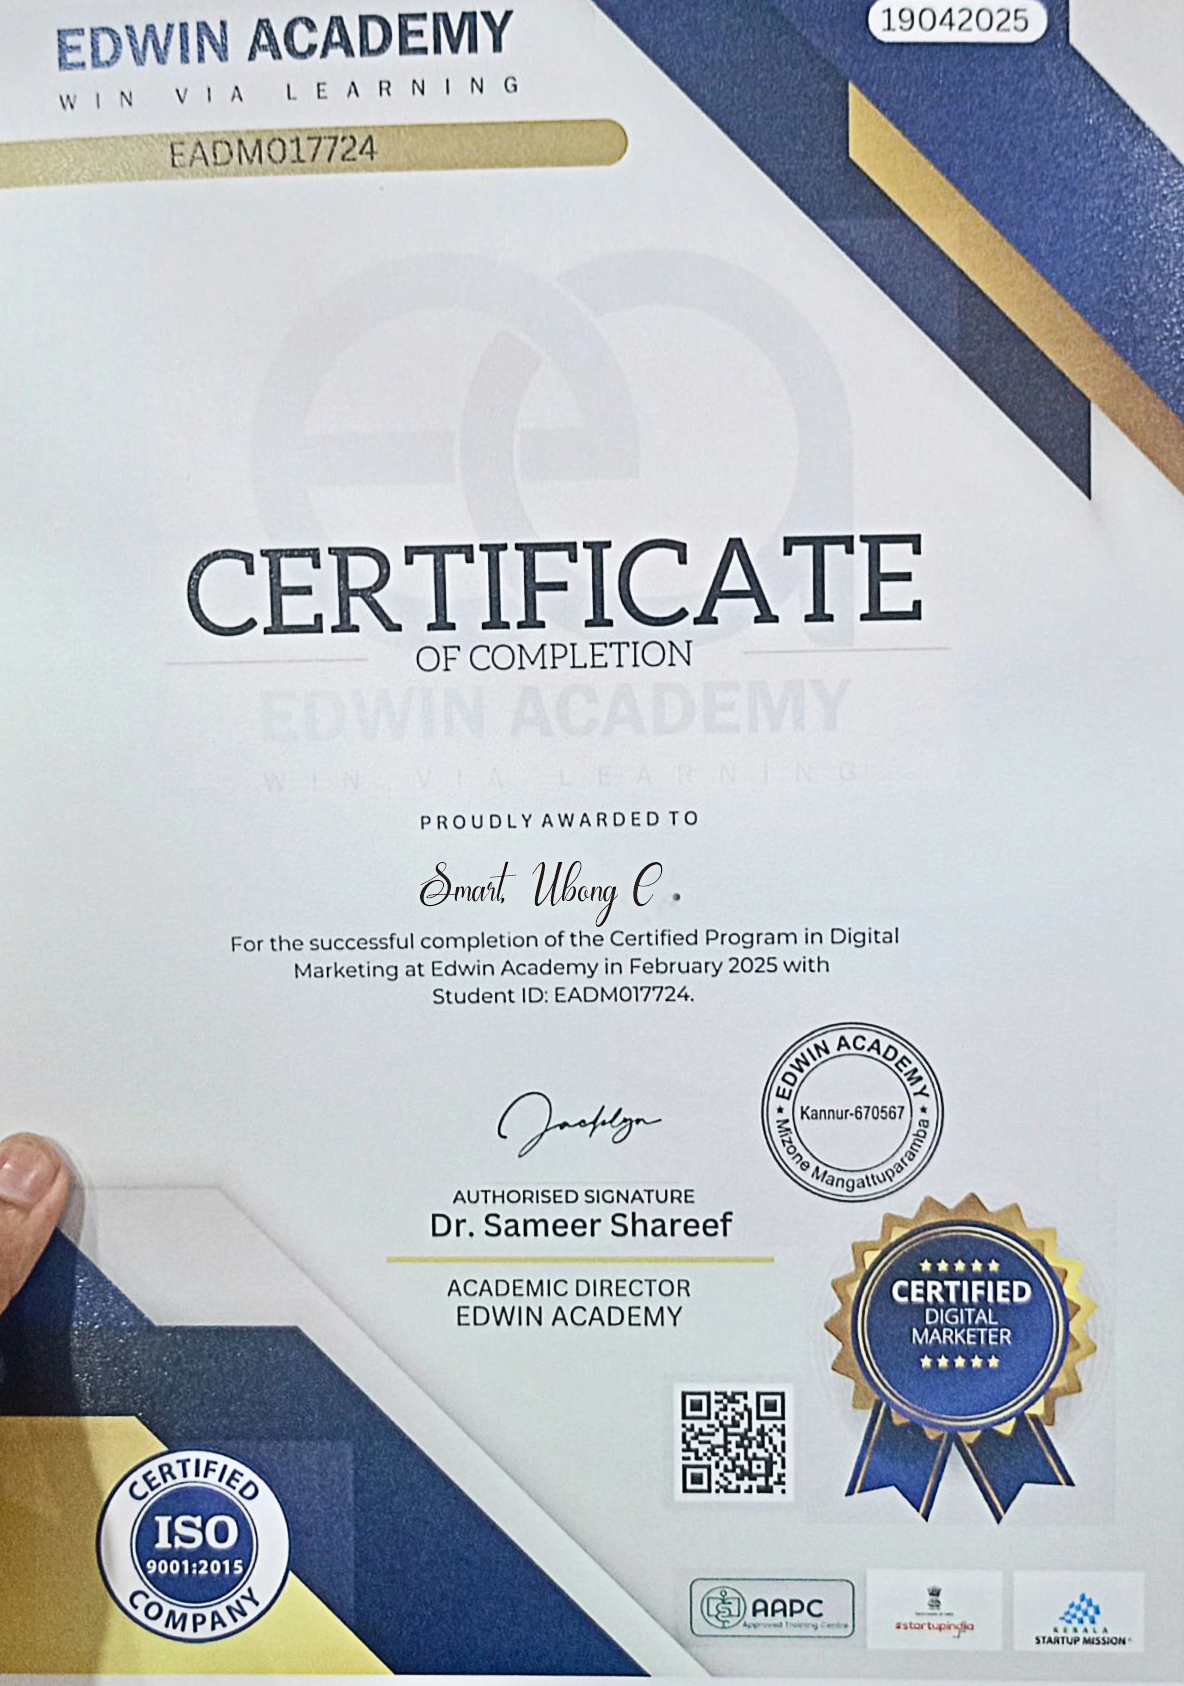 19042025
EDWIN ACADEMY
WIN VIA LEARNING
EADM017724
CERTIFICATE
OF COMPLETION
EDWIN ACADEMY
WIN VIA LEARNING
PROUDLY AWARDED TO
Smart, Ubong C.
For the successful completion of the Certified Program in Digital
Marketing at Edwin Academy in February 2025 with
Student ID: EADM017724.
EDWIN ACADEMY
Kannur-670567
Mizone Mangattuparamba
Jacklyn
AUTHORISED SIGNATURE
Dr. Sameer Shareef
ACADEMIC DIRECTOR
EDWIN ACADEMY
CERTIFIED
DIGITAL
MARKETER
CERTIFIED
ISO
9001:2015
COMPANY
AAPC
Approved Training Centre
#startupindia
KERALA
STARTUP MISSION